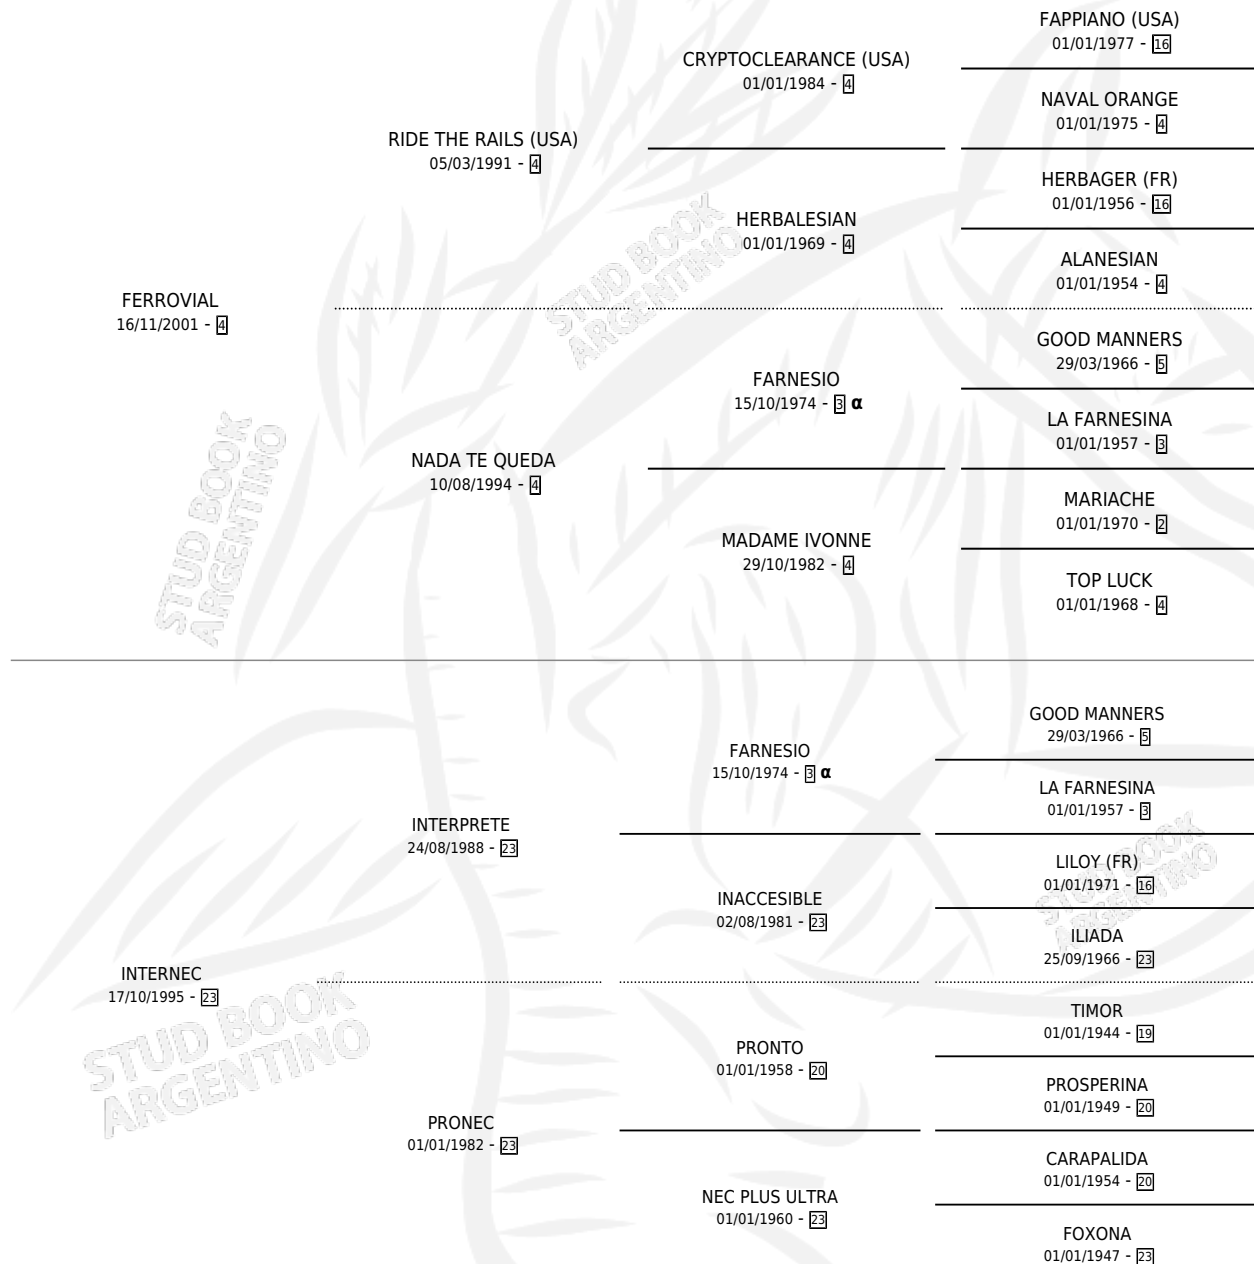 FAPPIANO (USA)
01/01/1977 - 16
CRYPTOCLEARANCE (USA)
01/01/1984 - 4
NAVAL ORANGE
01/01/1975 - 4
RIDE THE RAILS (USA)
05/03/1991 - 4
HERBAGER (FR)
01/01/1956 - 16
HERBALESIAN
01/01/1969 - 4
ALANESIAN
01/01/1954 - 4
STUD BOOK
ARGENTINO
FERROVIAL
16/11/2001 - 4
GOOD MANNERS
29/03/1966 - 5
FARNESIO
15/10/1974 - 3 α
LA FARNESINA
01/01/1957 - 3
NADA TE QUEDA
10/08/1994 - 4
MARIACHE
01/01/1970 - 2
MADAME IVONNE
29/10/1982 - 4
TOP LUCK
01/01/1968 - 4
STUD BOOK
ARGENTINO
GOOD MANNERS
29/03/1966 - 5
FARNESIO
15/10/1974 - 3 α
LA FARNESINA
01/01/1957 - 3
INTERPRETE
24/08/1988 - 23
LILOY (FR)
01/01/1971 - 16
INACCESIBLE
02/08/1981 - 23
ILIADA
25/09/1966 - 23
STUD BOOK
ARGENTINO
INTERNEC
17/10/1995 - 23
STUD BOOK
ARGENTINO
TIMOR
01/01/1944 - 19
PRONTO
01/01/1958 - 20
PROSPERINA
01/01/1949 - 20
PRONEC
01/01/1982 - 23
CARAPALIDA
01/01/1954 - 20
NEC PLUS ULTRA
01/01/1960 - 23
FOXONA
01/01/1947 - 23